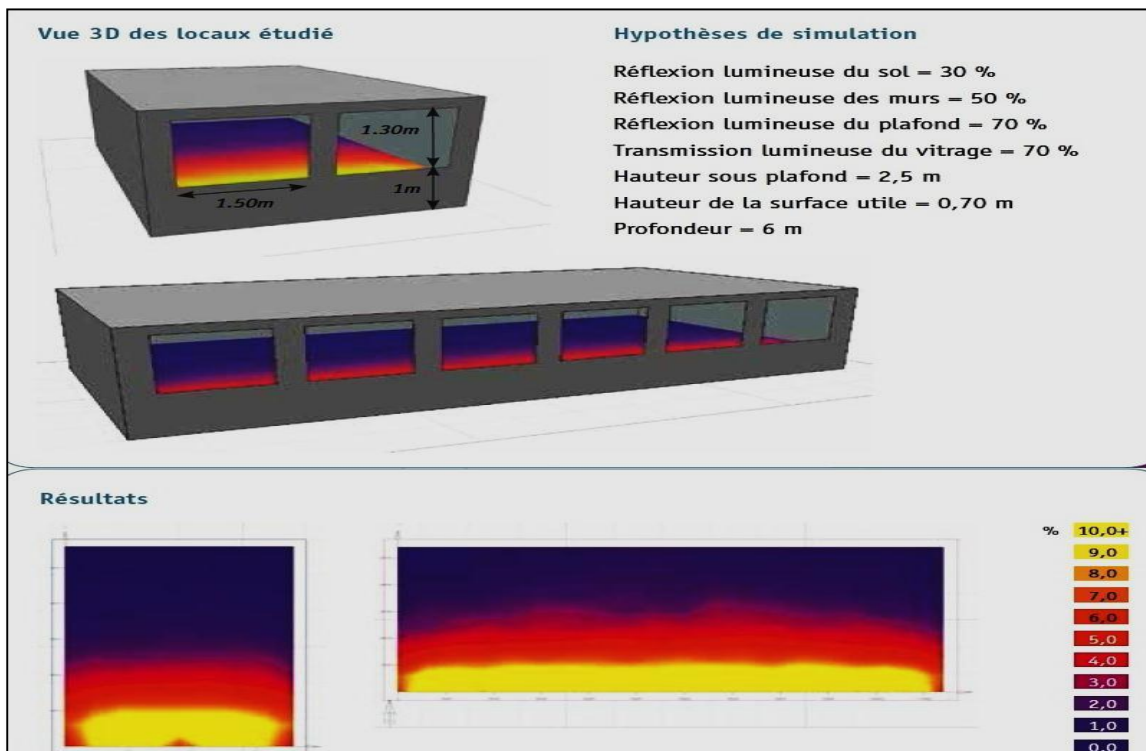 Vue 3D des locaux étudié
Hypothèses de simulation
Réflexion lumineuse du sol = 30 %
Réflexion lumineuse des murs = 50 %
Réflexion lumineuse du plafond = 70 %
Transmission lumineuse du vitrage = 70 %
Hauteur sous plafond = 2,5 m
Hauteur de la surface utile = 0,70 m
Profondeur = 6 m
1.30m
1m
1.50m
Résultats
% 10,0+
9,0
8,0
7,0
6,0
5,0
4,0
3,0
2,0
1,0
0,0